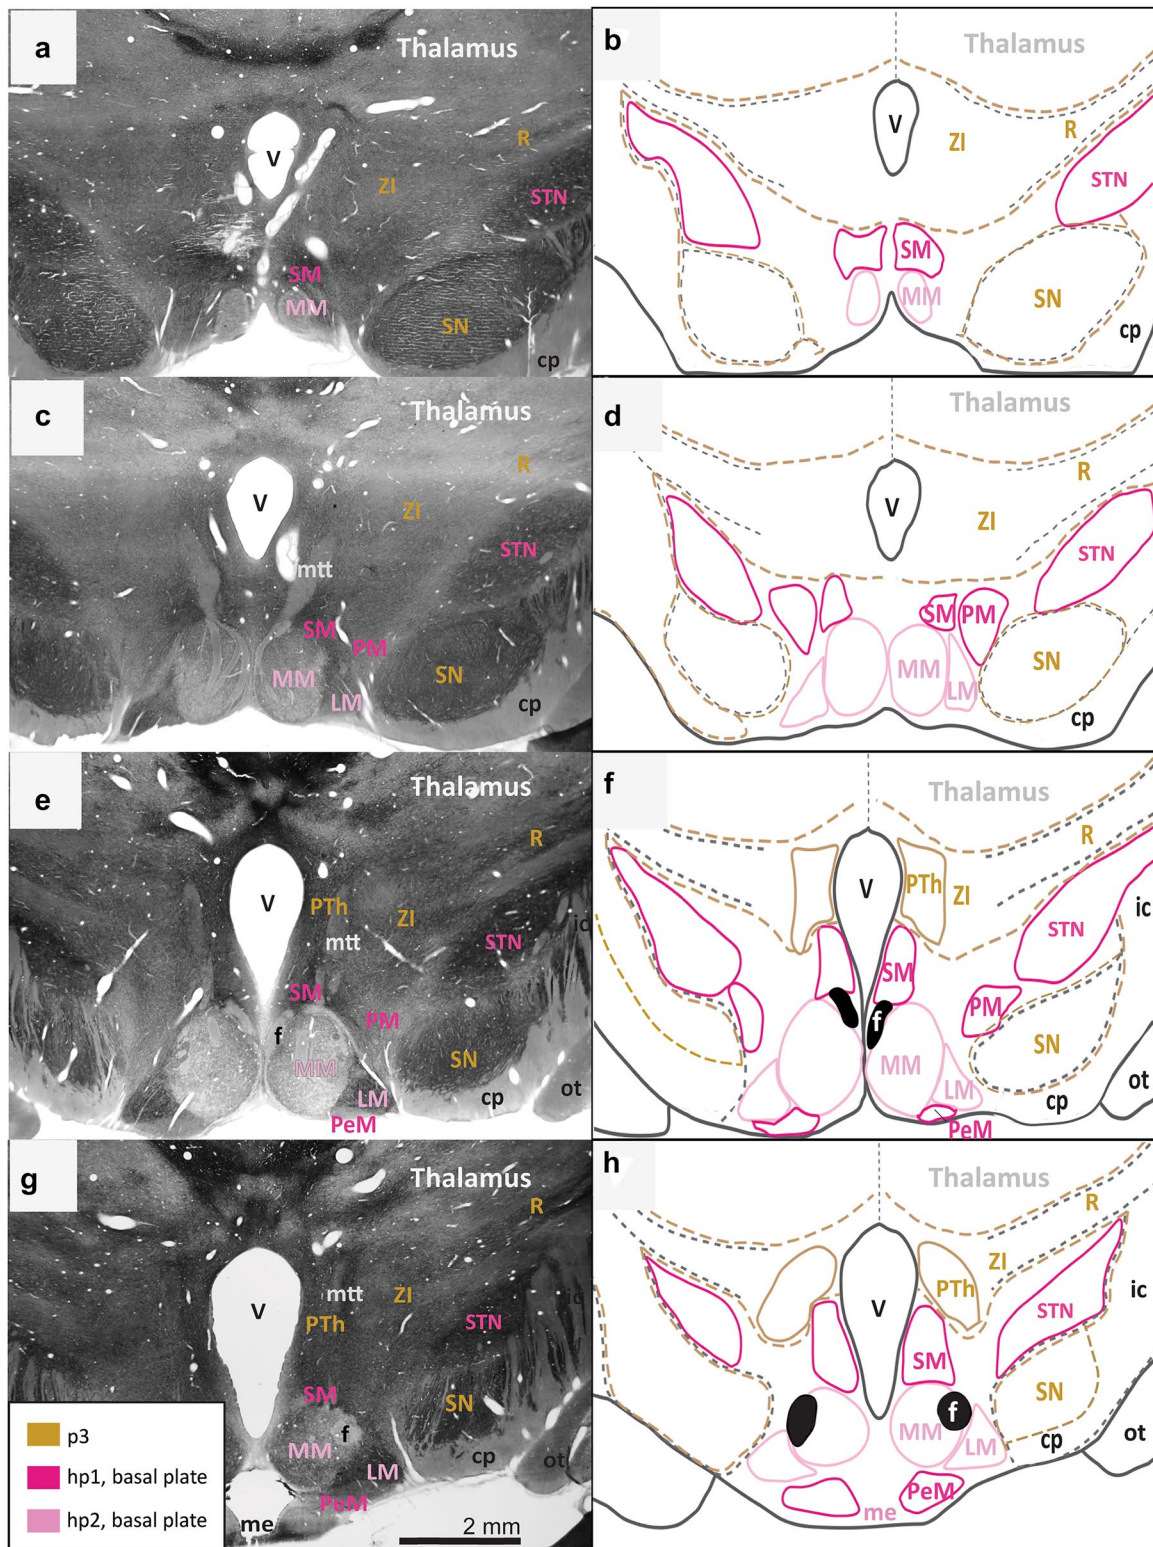 a
Thalamus
V
R
ZI
STN
SM
MM
SN
cp
b
Thalamus
V
R
ZI
STN
SM
MM
SN
cp
c
Thalamus
R
V
ZI
STN
mtt
SM
PM
MM
LM
SN
cp
d
Thalamus
R
V
ZI
STN
SM
PM
MM
LM
SN
cp
e
Thalamus
R
V
PTh
ZI
ic
mtt
STN
SM
f
PM
MM
SN
LM
cp
ot
PeM
f
Thalamus
R
V
PTh
ZI
ic
STN
SM
PM
f
SN
MM
LM
cp
ot
PeM
g
Thalamus
R
V
mtt
ZI
ic
PTh
STN
SM
SN
f
MM
LM
cp
ot
PeM
me
p3
hp1, basal plate
hp2, basal plate
2 mm
h
Thalamus
R
ZI
V
PTh
ic
STN
SM
SN
f
MM
LM
cp
ot
PeM
me